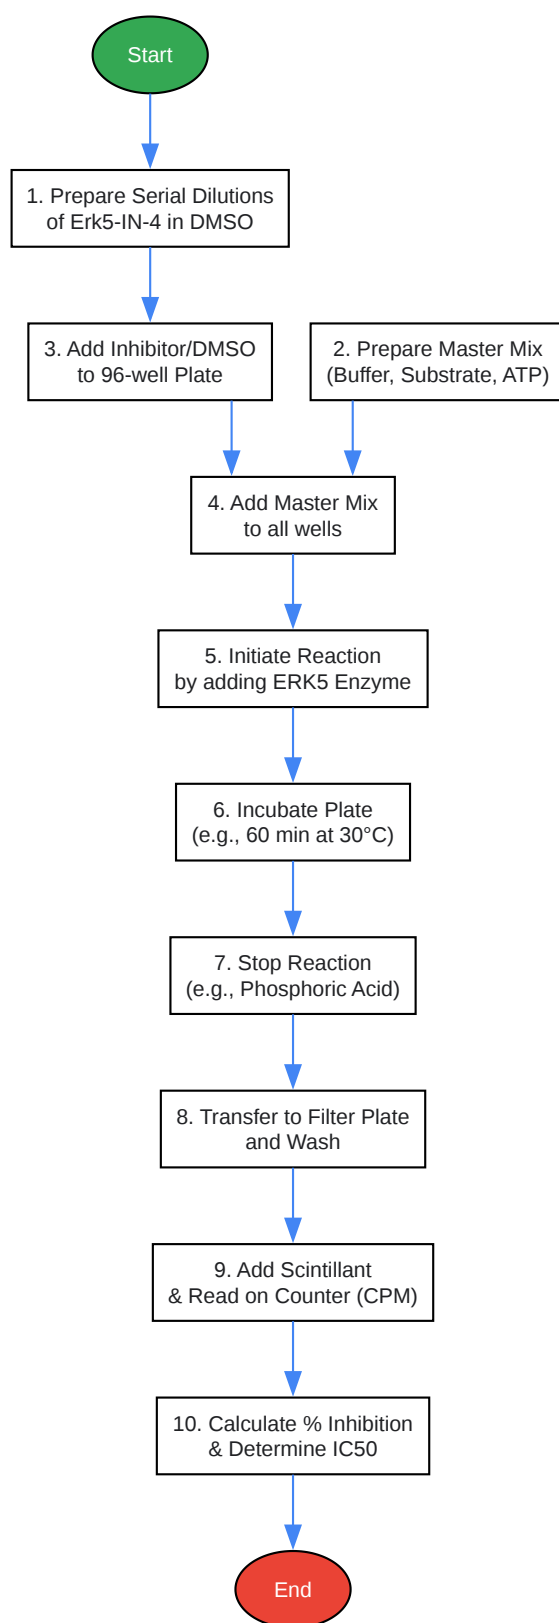 Start
1. Prepare Serial Dilutions
of Erk5-IN-4 in DMSO
3. Add Inhibitor/DMSO
to 96-well Plate
2. Prepare Master Mix
(Buffer, Substrate, ATP)
4. Add Master Mix
to all wells
5. Initiate Reaction
by adding ERK5 Enzyme
6. Incubate Plate
(e.g., 60 min at 30°C)
7. Stop Reaction
(e.g., Phosphoric Acid)
8. Transfer to Filter Plate
and Wash
9. Add Scintillant
& Read on Counter (CPM)
10. Calculate % Inhibition
& Determine IC50
End